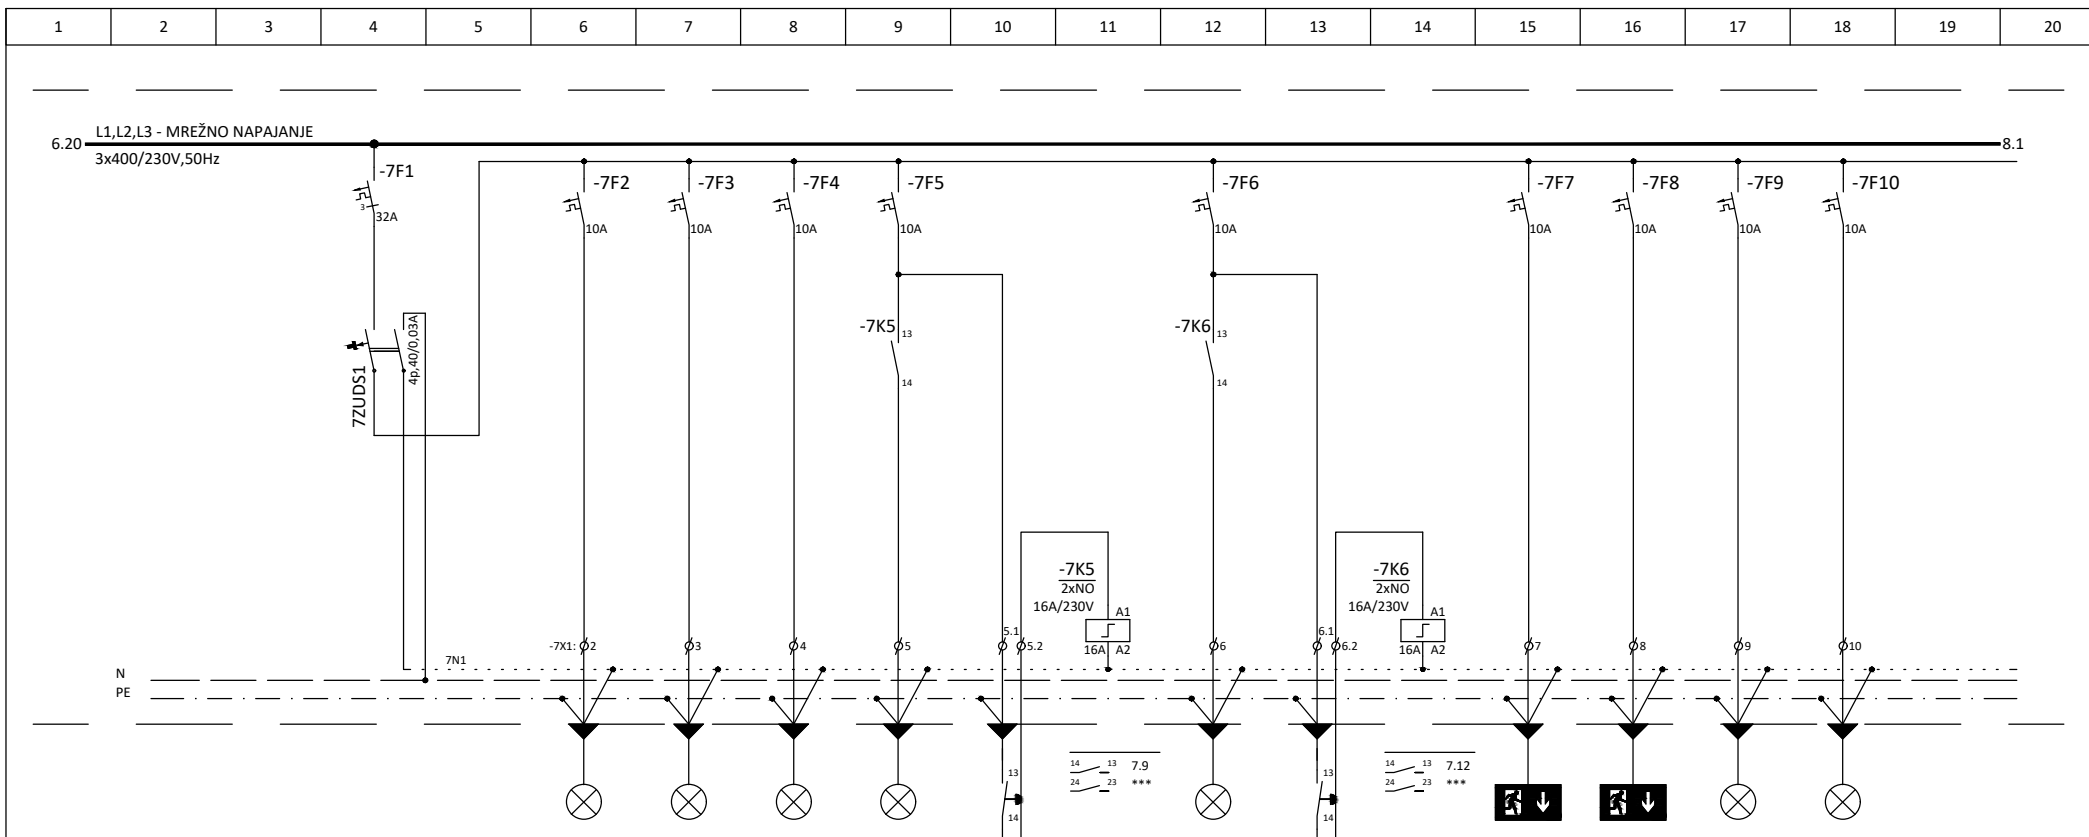 1 2 3 4 5 6 7 8 9 10 11 12 13 14 15 16 17 18 19 20
L1,L2,L3 - MREŽNO NAPAJANJE
6.20 8.1
3x400/230V,50Hz
-7F1
3
32A
-7F2 -7F3 -7F4 -7F5 -7F6 -7F7 -7F8 -7F9 -7F10
10A 10A 10A 10A 10A 10A 10A 10A 10A
7ZUDS1
4p,40/0,03A
-7K5 13
14
-7K6 13
14
-7K5
2xNO
16A/230V
A1
16A A2
-7K6
2xNO
16A/230V
A1
16A A2
-7X1: 2 3 4 5 5.1 5.2 6 6.1 6.2 7 8 9 10
7N1
N
PE
13
14
14 13 7.9
24 23 ***
13
14
14 13 7.12
24 23 ***